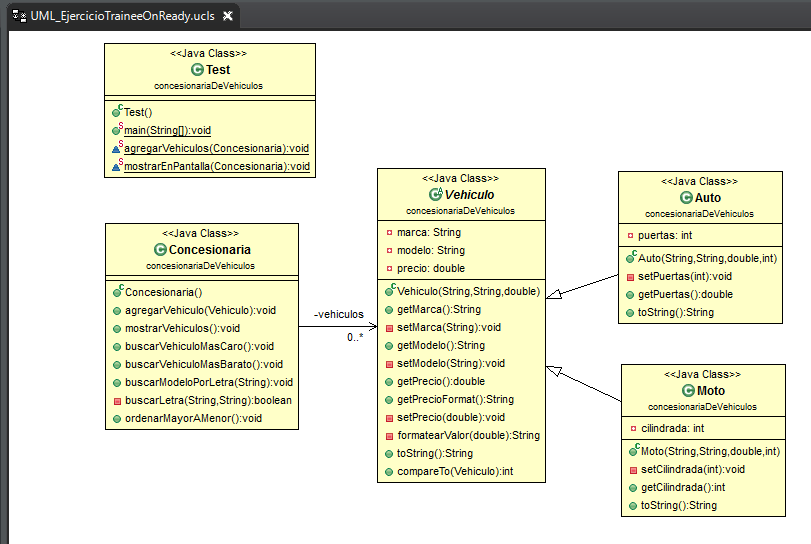 UML_EjercicioTraineeOnReady.ucls
<<Java Class>>
Test
concesionariaDeVehiculos
Test()
main(String[]):void
agregarVehiculos(Concesionaria):void
mostrarEnPantalla(Concesionaria):void
<<Java Class>>
Concesionaria
concesionariaDeVehiculos
Concesionaria()
agregarVehiculo(Vehiculo):void
mostrarVehiculos():void
buscarVehiculoMasCaro():void
buscarVehiculoMasBarato():void
buscarModeloPorLetra(String):void
buscarLetra(String,String):boolean
ordenarMayorAMenor():void
-vehiculos
0..*
<<Java Class>>
Vehiculo
concesionariaDeVehiculos
marca: String
modelo: String
precio: double
Vehiculo(String,String,double)
getMarca():String
setMarca(String):void
getModelo():String
setModelo(String):void
getPrecio():double
getPrecioFormat():String
setPrecio(double):void
formatearValor(double):String
toString():String
compareTo(Vehiculo):int
<<Java Class>>
Auto
concesionariaDeVehiculos
puertas: int
Auto(String,String,double,int)
setPuertas(int):void
getPuertas():double
toString():String
<<Java Class>>
Moto
concesionariaDeVehiculos
cilindrada: int
Moto(String,String,double,int)
setCilindrada(int):void
getCilindrada():int
toString():String